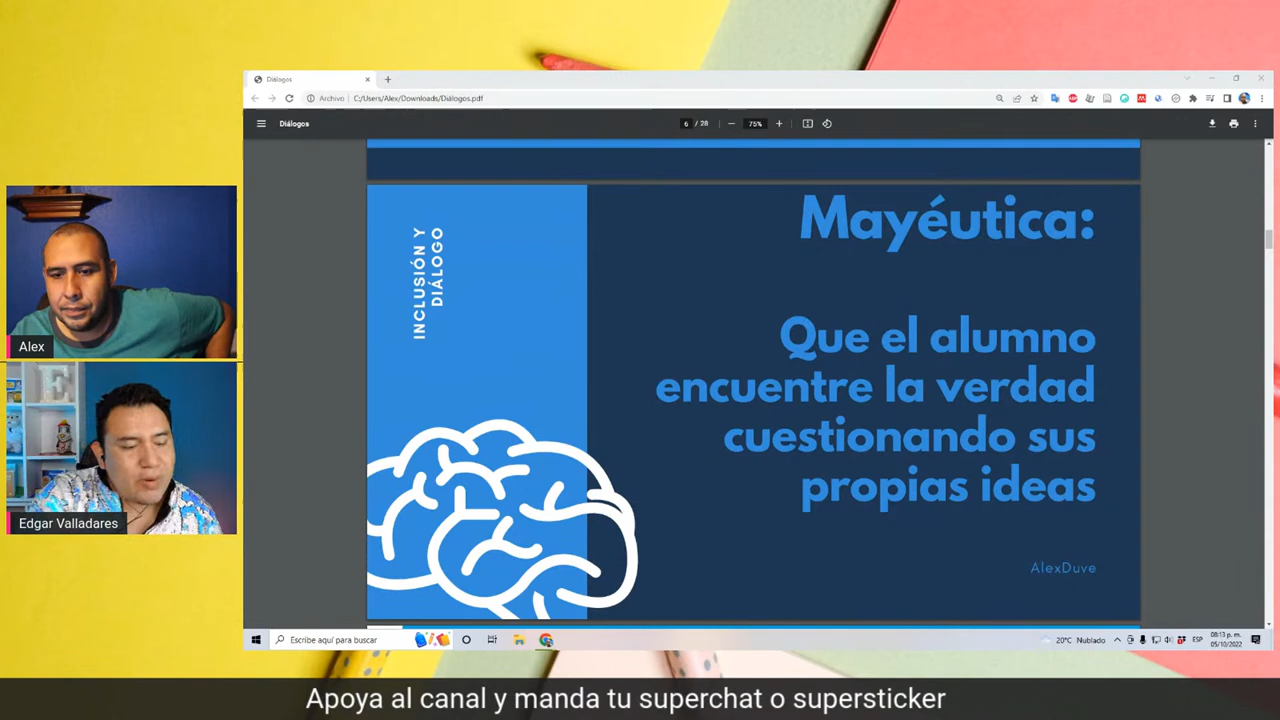 Diálogos
Archivo
C:/Users/Alex/Downloads/Diálogos.pdf
Diálogos
6 / 28
75%
INCLUSIÓN Y
DIÁLOGO
Mayéutica:
Que el alumno
encuentre la verdad
cuestionando sus
propias ideas
AlexDuve
Alex
Edgar Valladares
Escribe aquí para buscar
20°C Nublado
ESP
08:13 p. m.
05/10/2022
Apoya al canal y manda tu superchat o supersticker